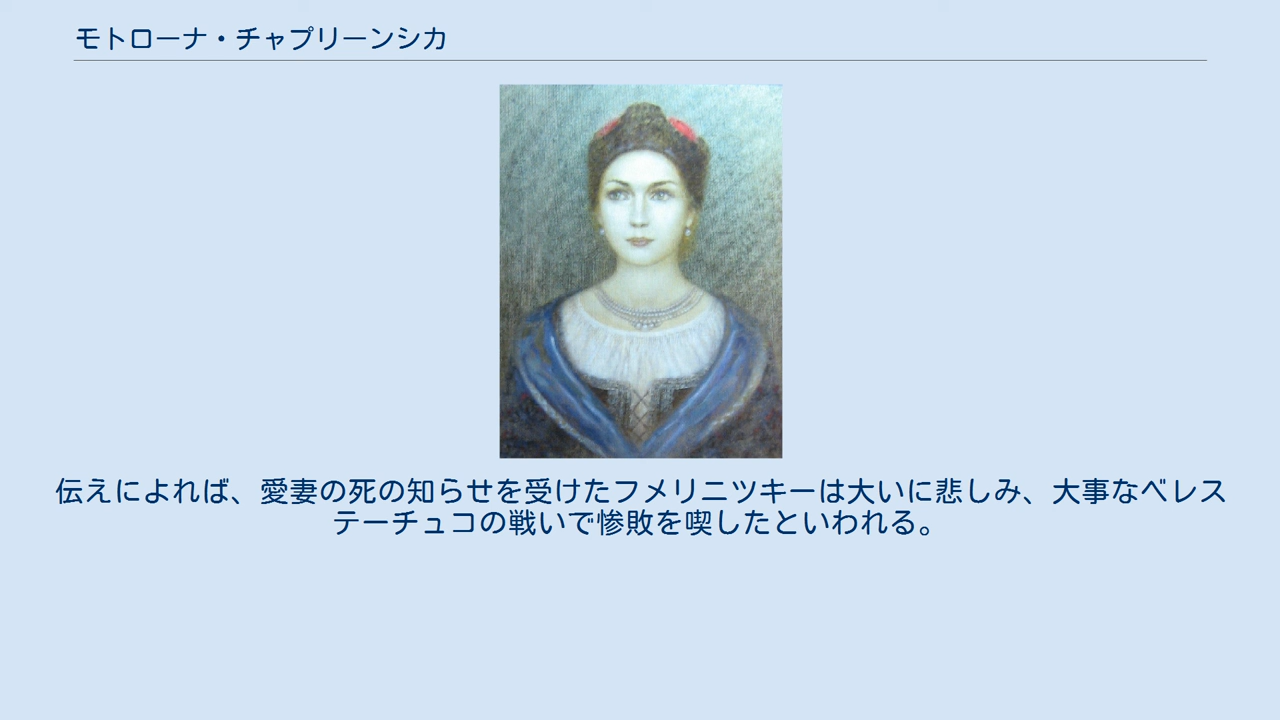 モトローナ・チャプリーンシカ
伝えによれば、愛妻の死の知らせを受けたフメリニツキーは大いに悲しみ、大事なベレス
テーチュコの戦いで惨敗を喫したといわれる。